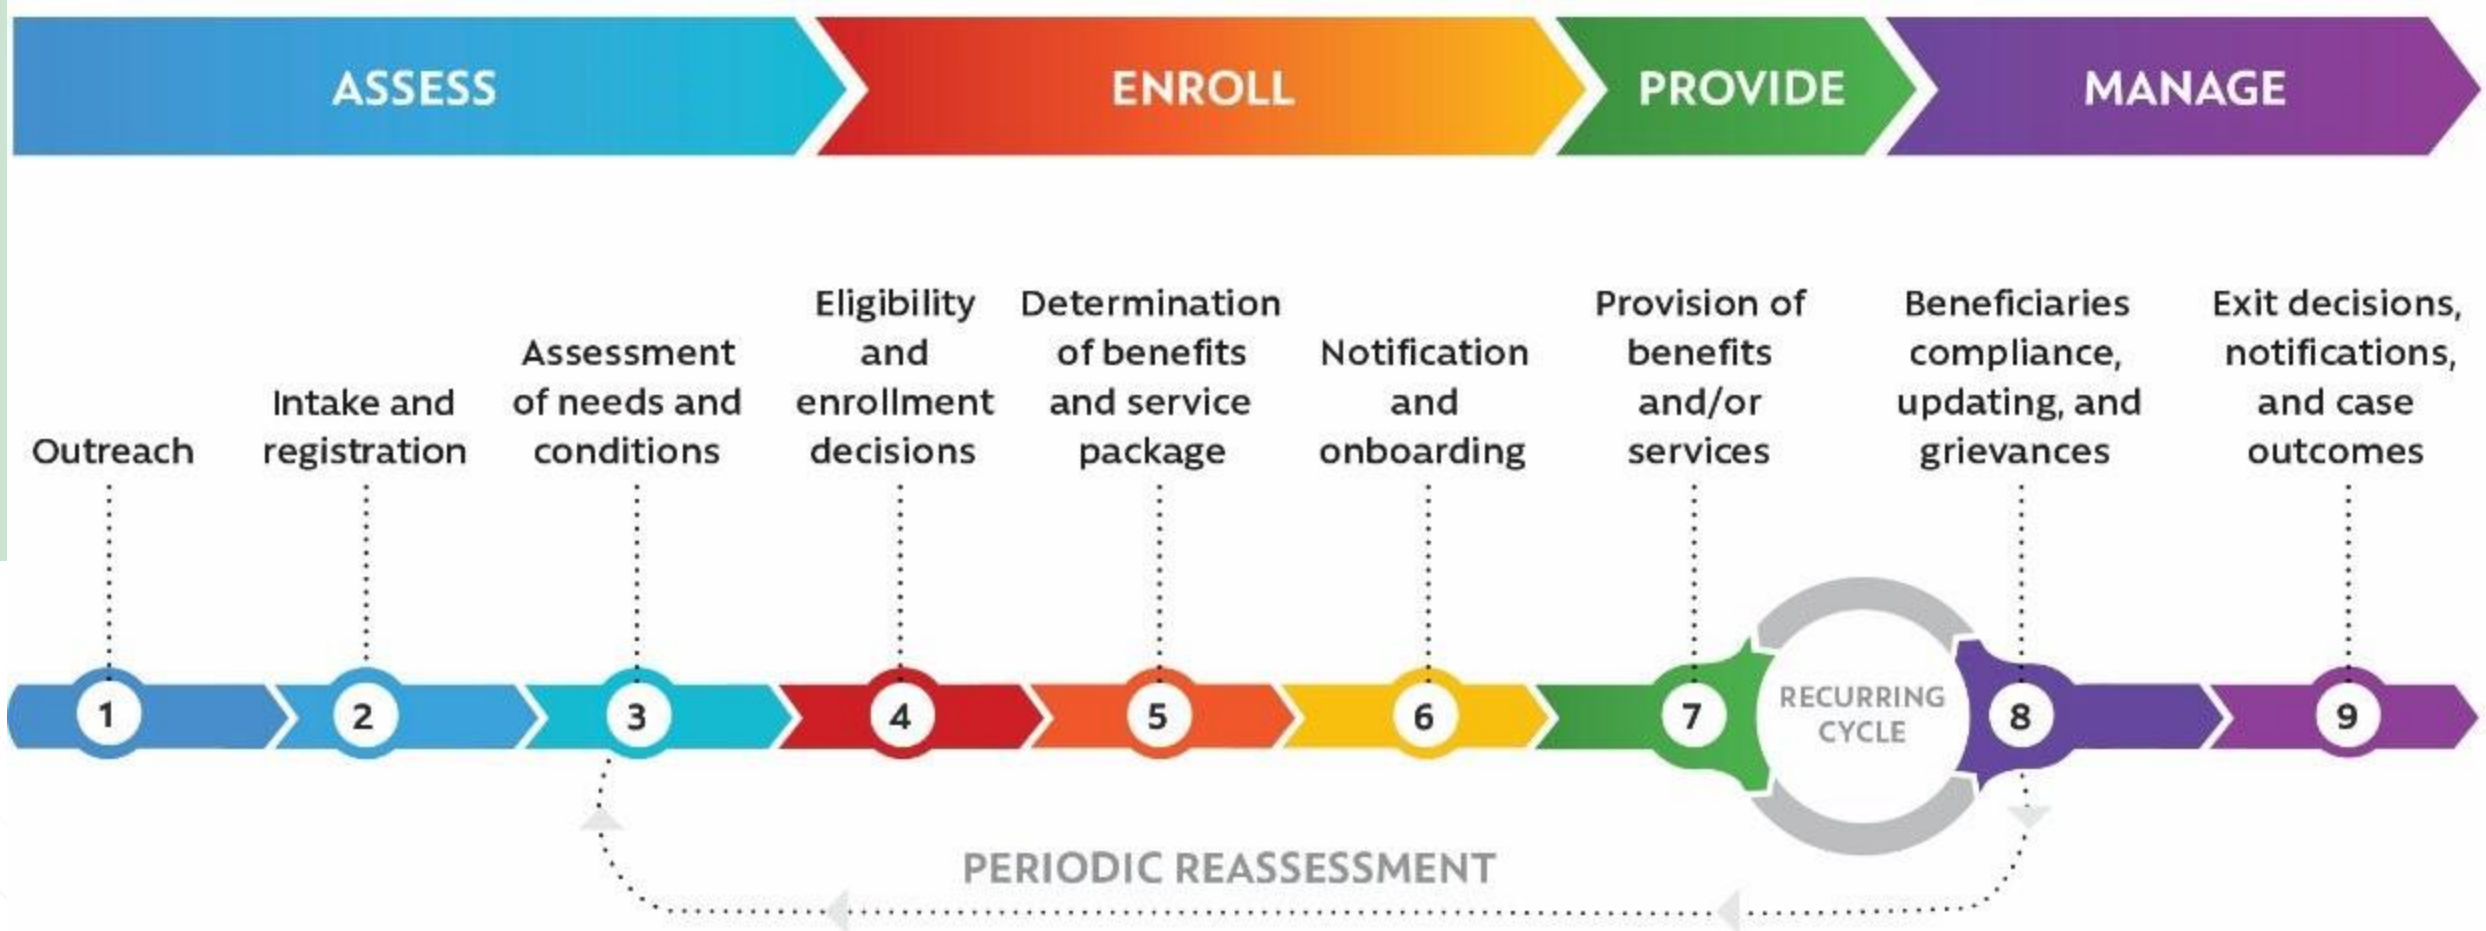 ASSESS
ENROLL
PROVIDE
MANAGE
Outreach
Intake and
registration
Assessment
of needs and
conditions
Eligibility
and
enrollment
decisions
Determination
of benefits
and service
package
Notification
and
onboarding
Provision of
benefits
and/or
services
Beneficiaries
compliance,
updating, and
grievances
Exit decisions,
notifications,
and case
outcomes
1
2
3
4
5
6
7
RECURRING
CYCLE
8
9
PERIODIC REASSESSMENT